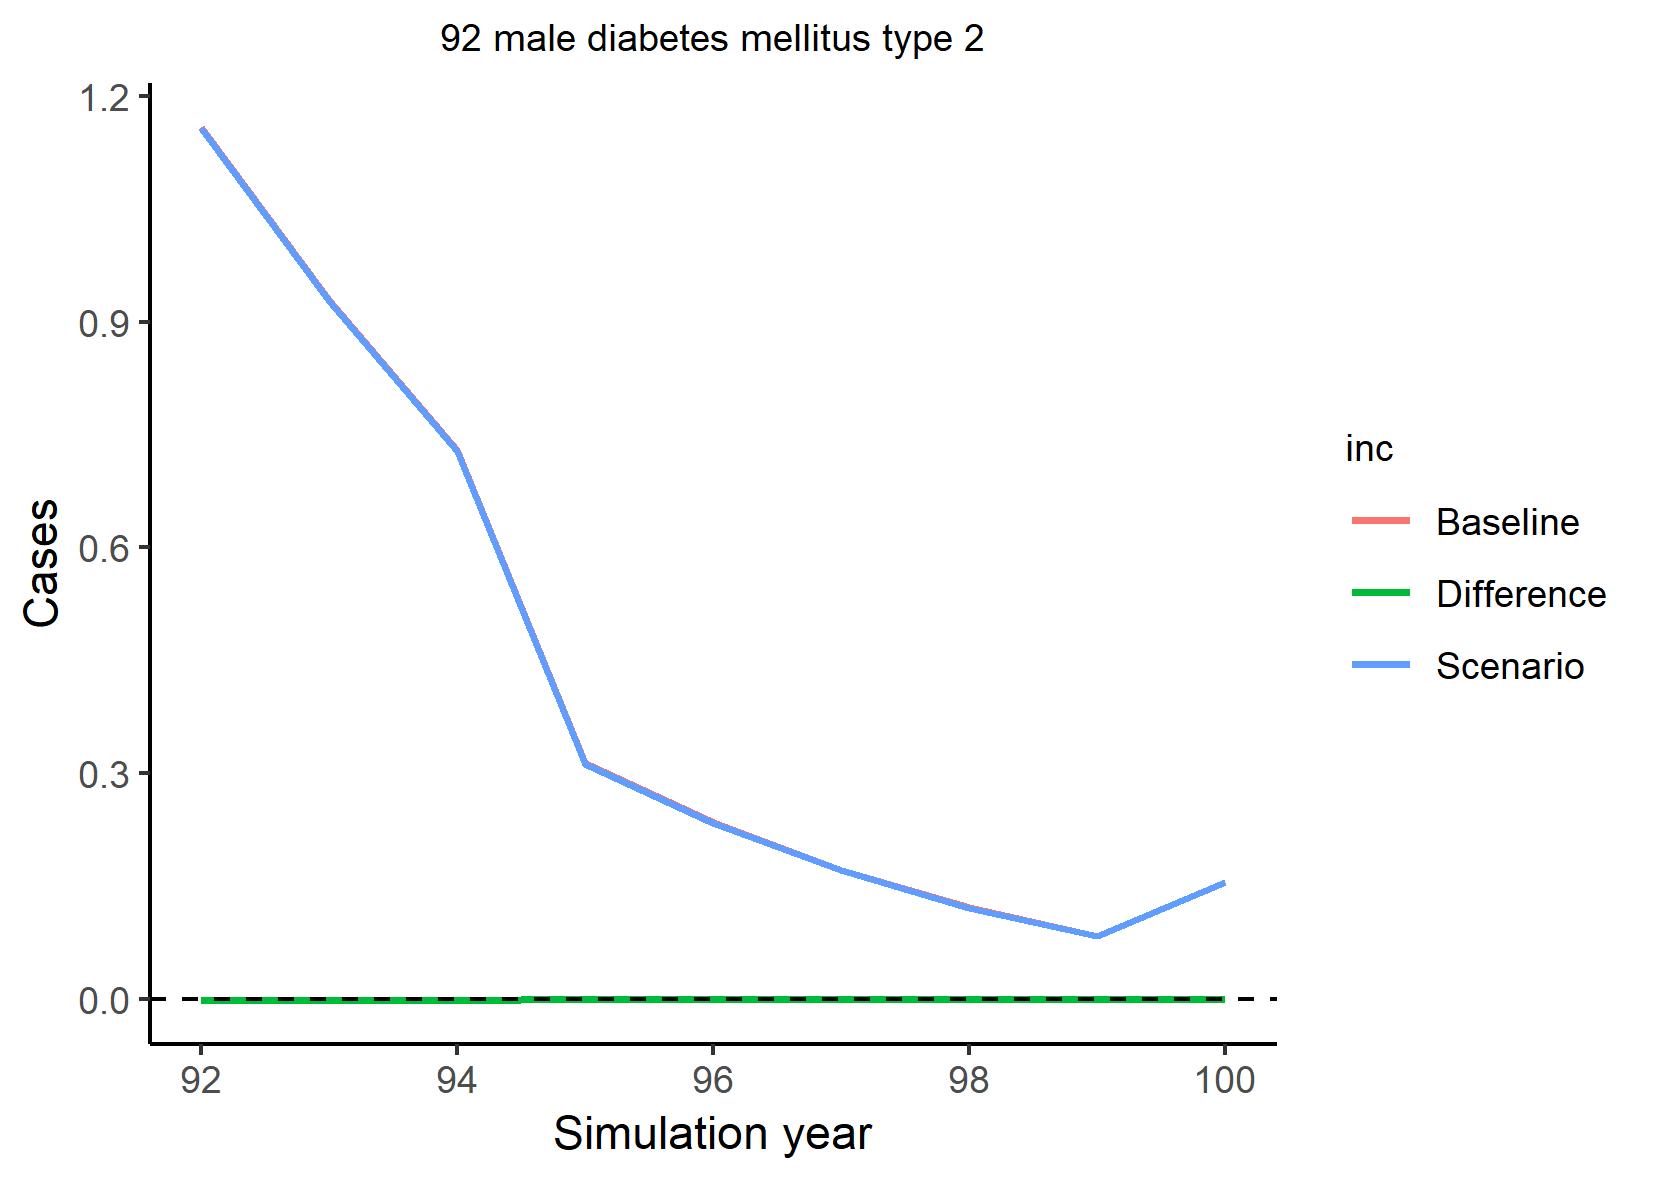 92 male diabetes mellitus type 2
1.2
0.9
0.6
0.3
0.0
Cases
92 94 96 98 100
Simulation year
inc
Baseline
Difference
Scenario